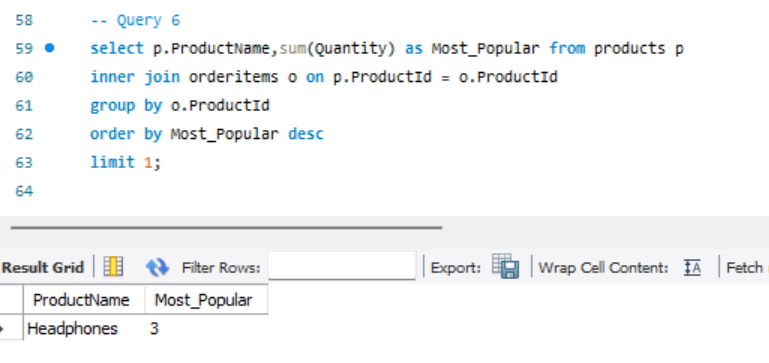 58 -- Query 6
59 select p.ProductName,sum(Quantity) as Most_Popular from products p
60 inner join orderitems o on p.ProductId = o.ProductId
61 group by o.ProductId
62 order by Most_Popular desc
63 limit 1;
64
Result Grid Filter Rows: Export: Wrap Cell Content: IA Fetch
ProductName Most_Popular
Headphones 3